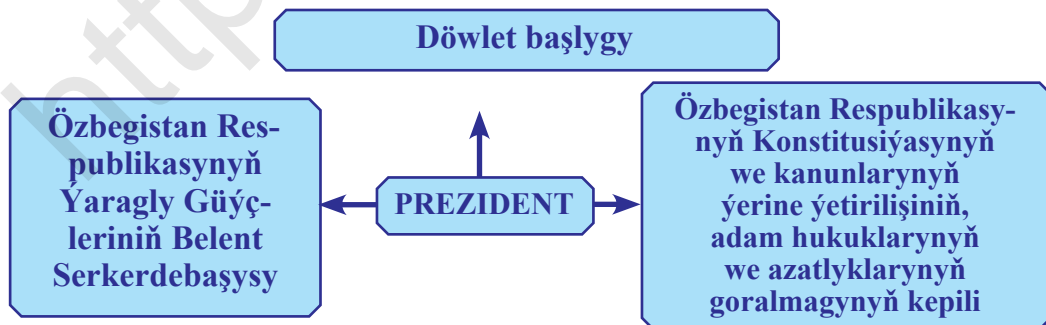 Döwlet başlygy
Özbegistan Res-
publikasynyň
Ýaragly Güýç-
leriniň Belent
Serkerdebaşysy
PREZIDENT
Özbegistan Respublikasy-
nyň Konstitusiýasynyň
we kanunlarynyň
ýerine ýetirilişiniň,
adam hukuklarynyň
we azatlyklarynyň
goralmagynyň kepili
http